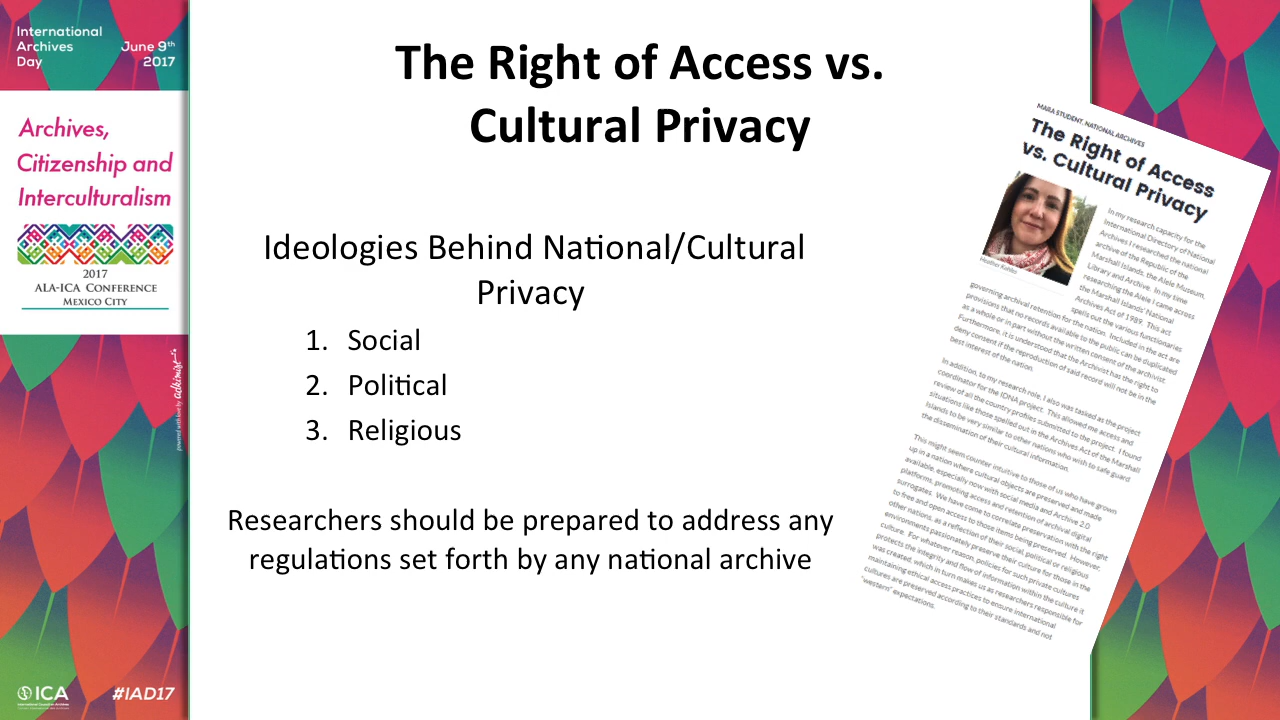 International
Archives
Day
June 9th
2017
Archives,
Citizenship and
Interculturalism
2017
ALA-ICA Conference
Mexico City
powered with love by adkimist
ICA
International Council on Archives
#IAD17
The Right of Access vs.
Cultural Privacy
Ideologies Behind National/Cultural
Privacy
1. Social
2. Political
3. Religious
Researchers should be prepared to address any
regulations set forth by any national archive
MARA STUDENT, NATIONAL ARCHIVES
The Right of Access
vs. Cultural Privacy
In my research capacity for the
International Directory of National
Archives I researched the national
archive of the Republic of the
Marshall Islands, the Alele Museum,
Library and Archive. In my time
researching the Alele I came across
the Marshall Islands' National
Archives Act of 1989. This act
spells out the various functionaries
governing archival retention for the nation. Included in the act are
provisions that no records available to the public can be duplicated
as a whole or in part without the written consent of the archivist.
Furthermore, it is understood that the Archivist has the right to
deny consent if the reproduction of said record will not be in the
best interest of the nation.
In addition, to my research role, I also was tasked as the project
coordinator for the IDNA project. This allowed me access and
review of all the country profiles submitted to the project. I found
situations like those spelled out in the Archives Act of the Marshall
Islands to be very similar to other nations who wish to safe guard
the dissemination of their cultural information.
This might seem counter intuitive to those of us who have grown
up in a nation where cultural objects are preserved and made
available, especially now with social media and Archive 2.0
platforms, promoting access and retention of archival digital
surrogates. We have come to correlate preservation with the right
to free and open access to those items being preserved. However,
other nations, as a reflection of their social, political or religious
environments passionately preserve their culture for those in the
culture. For whatever reason, policies for such private cultures
protects the integrity and flow of information within the culture it
was created, which in turn makes us as researchers responsible for
maintaining ethical access practices to ensure international
cultures are preserved according to their standards and not
"western" expectations.